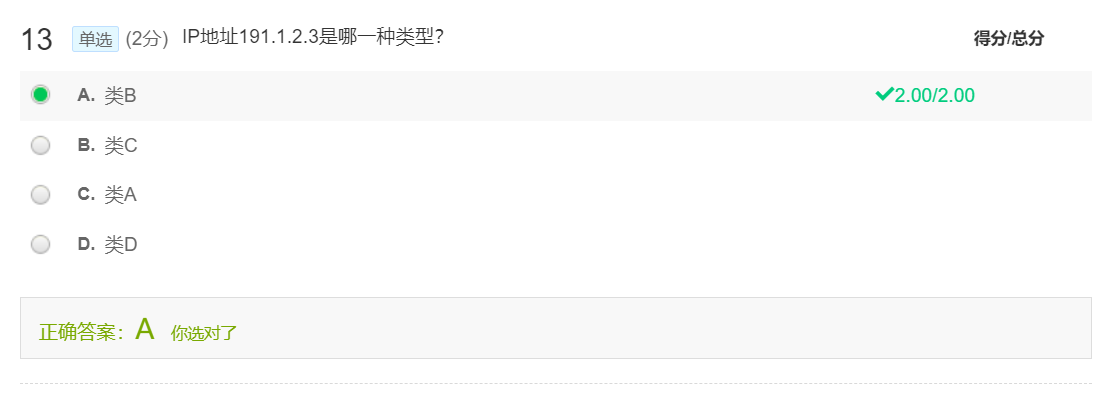 13 单选 (2分) IP地址191.1.2.3是哪一种类型? 得分/总分
A. 类B 2.00/2.00
B. 类C
C. 类A
D. 类D
正确答案：A 你选对了